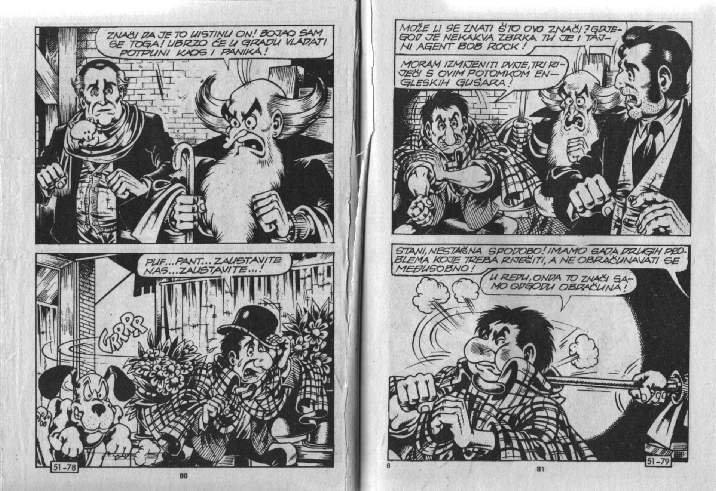 ZNAČI DA JE TO UISTINU ON! BOJAO SAM
SE TOGA! UBRZO ĆE U GRADU VLADATI
POTPUNI KAOS I PANIKA!
PUF...PANT...ZAUSTAVITE
NAS...ZAUSTAVITE...!
GRRRR
51-78
80
MOŽE LI SE ZNATI ŠTO OVO ZNAČI? GDJE-
GOD JE NEKAKVA ZBRKA TU JE I TAJ-
NI AGENT BOB ROCK!
MORAM IZMIJENITI DVIJE, TRI RI-
JEČI S OVIM POTOMKOM EN-
GLESKIH GUSARA!
STANI, NESTAŠNA SPODOBO! IMAMO SADA DRUGIH PRO-
BLEMA KOJE TREBA RIJEŠITI, A NE OBRAČUNAVATI SE
MEĐUSOBNO!
U REDU, ONDA TO ZNAČI SA-
MO ODGODU OBRAČUNA!
6
81
51-79